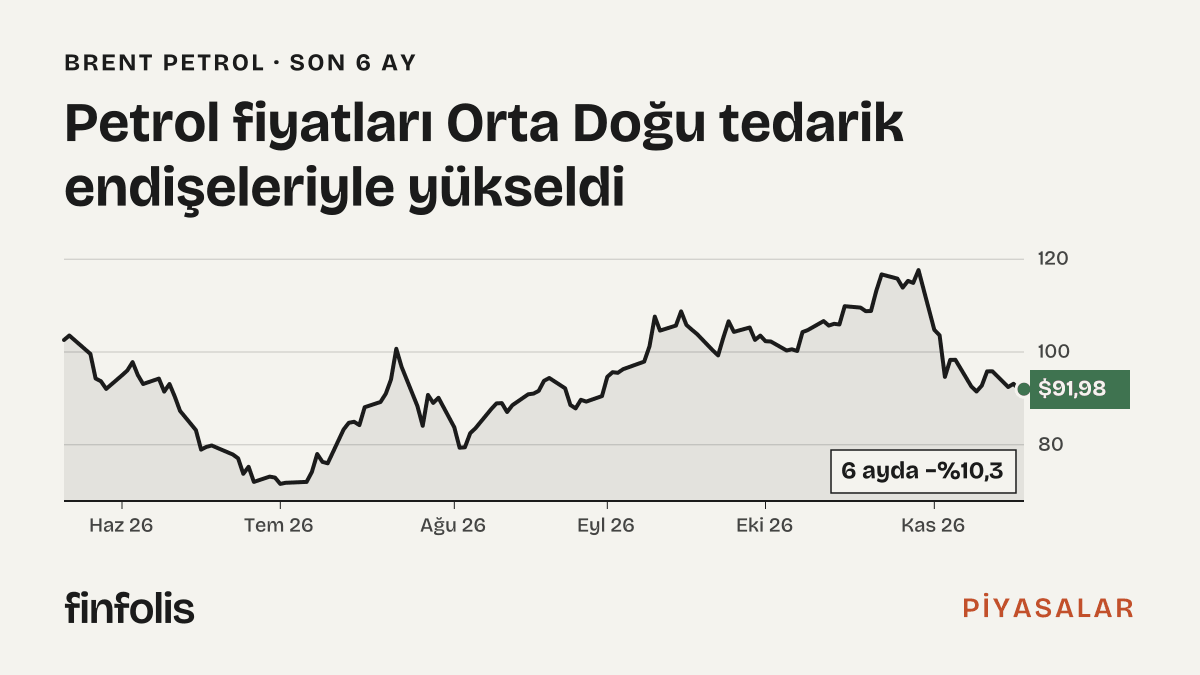 BRENT PETROL · SON 6 AY
Petrol fiyatları Orta Doğu tedarik
endişeleriyle yükseldi
120
100
$91,98
80
6 ayda −%10,3
Haz 26 Tem 26 Ağu 26 Eyl 26 Eki 26 Kas 26
finfolis
PİYASALAR